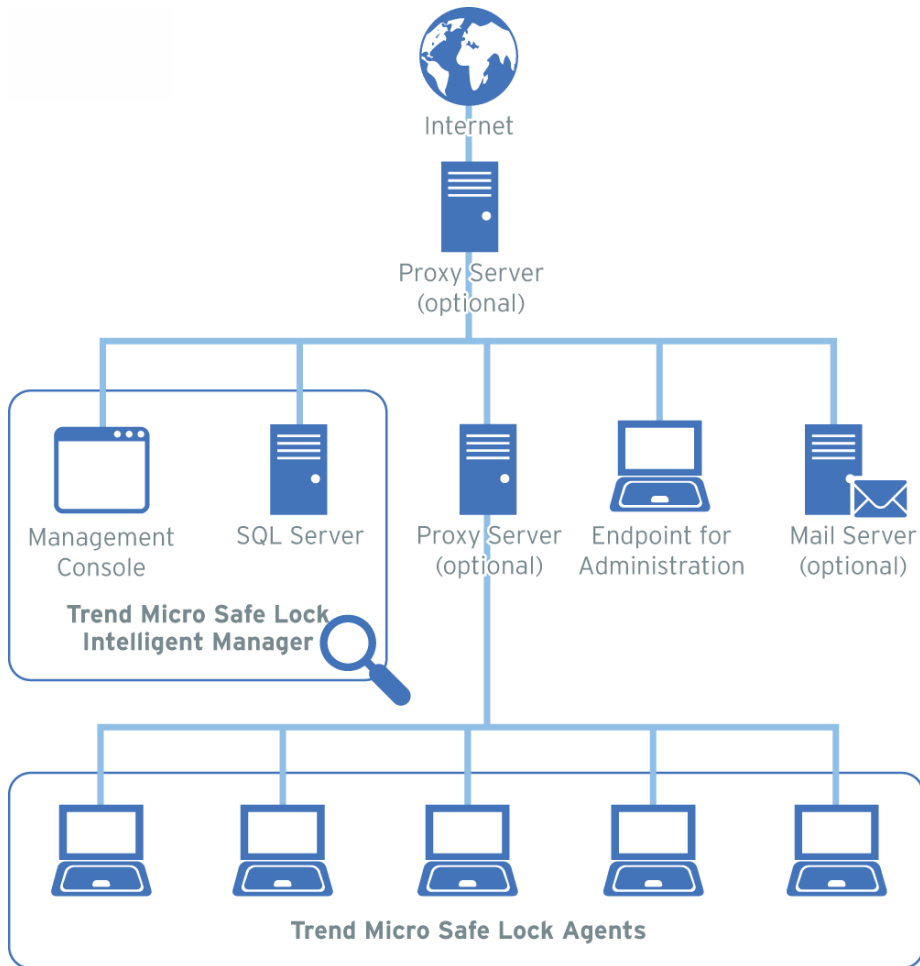 Internet
Proxy Server
(optional)
Management
Console
SQL Server
Proxy Server
(optional)
Endpoint for
Administration
Mail Server
(optional)
Trend Micro Safe Lock
Intelligent Manager
Trend Micro Safe Lock Agents